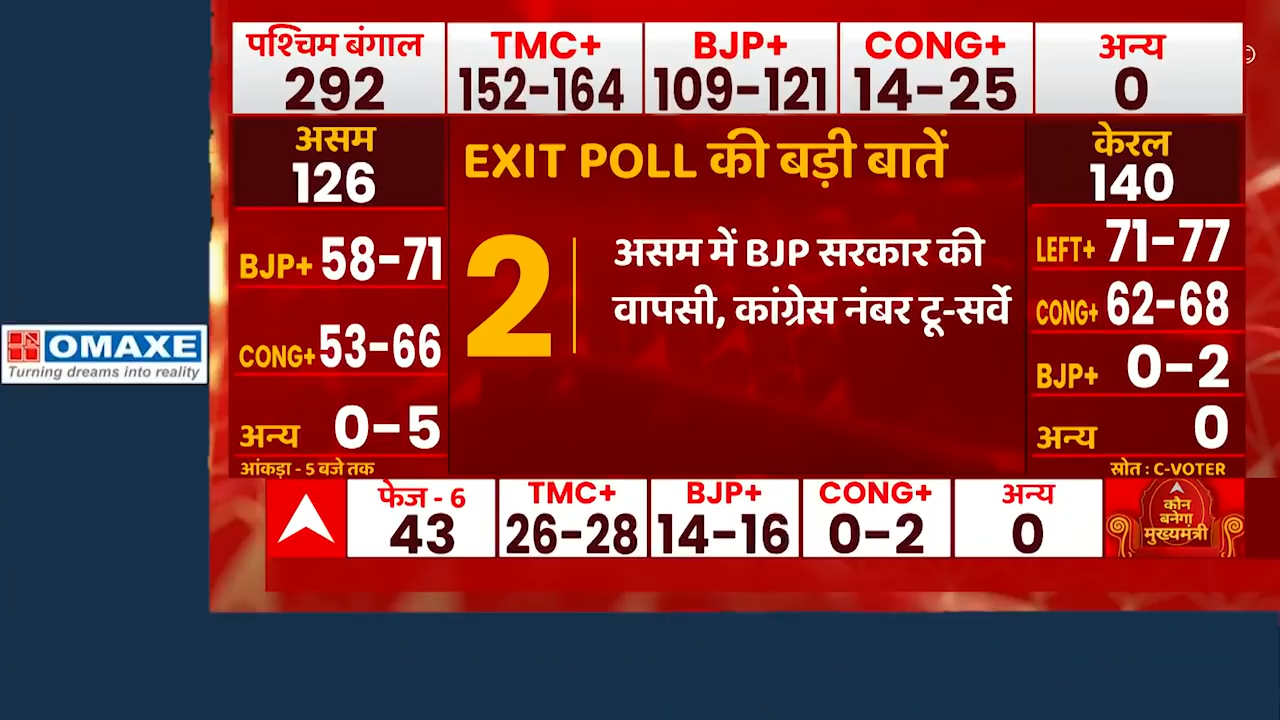 पश्चिम बंगाल
292
TMC+
152-164
BJP+
109-121
CONG+
14-25
अन्य
0
©
असम
126
BJP+ 58-71
CONG+ 53-66
अन्य 0-5
आंकड़ा - 5 बजे तक
EXIT POLL की बड़ी बातें
2
असम में BJP सरकार की
वापसी, कांग्रेस नंबर टू-सर्वे
केरल
140
LEFT+ 71-77
CONG+ 62-68
BJP+ 0-2
अन्य 0
स्रोत : C-VOTER
OMAXE
Turning dreams into reality
फेज - 6
43
TMC+
26-28
BJP+
14-16
CONG+
0-2
अन्य
0
कौन
बनेगा
मुख्यमंत्री